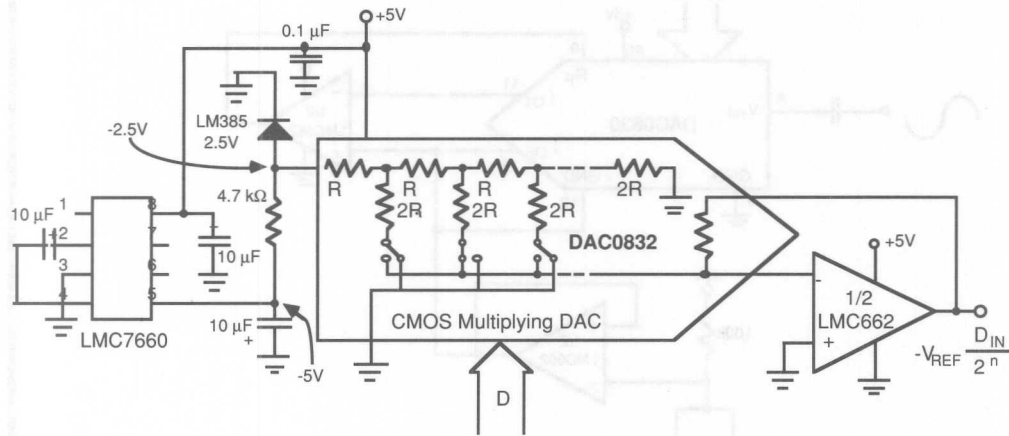 +5V
0.1 µF
LM385
2.5V
-2.5V
R
R
R
2R
4.7 kΩ
2R
2R
2R
DAC0832
10 µF
1
8
2
7
3
6
4
5
10 µF
+5V
-
1/2
LMC662
+
10 µF
+
CMOS Multiplying DAC
LMC7660
-5V
D
-VREF DIN/2ⁿ